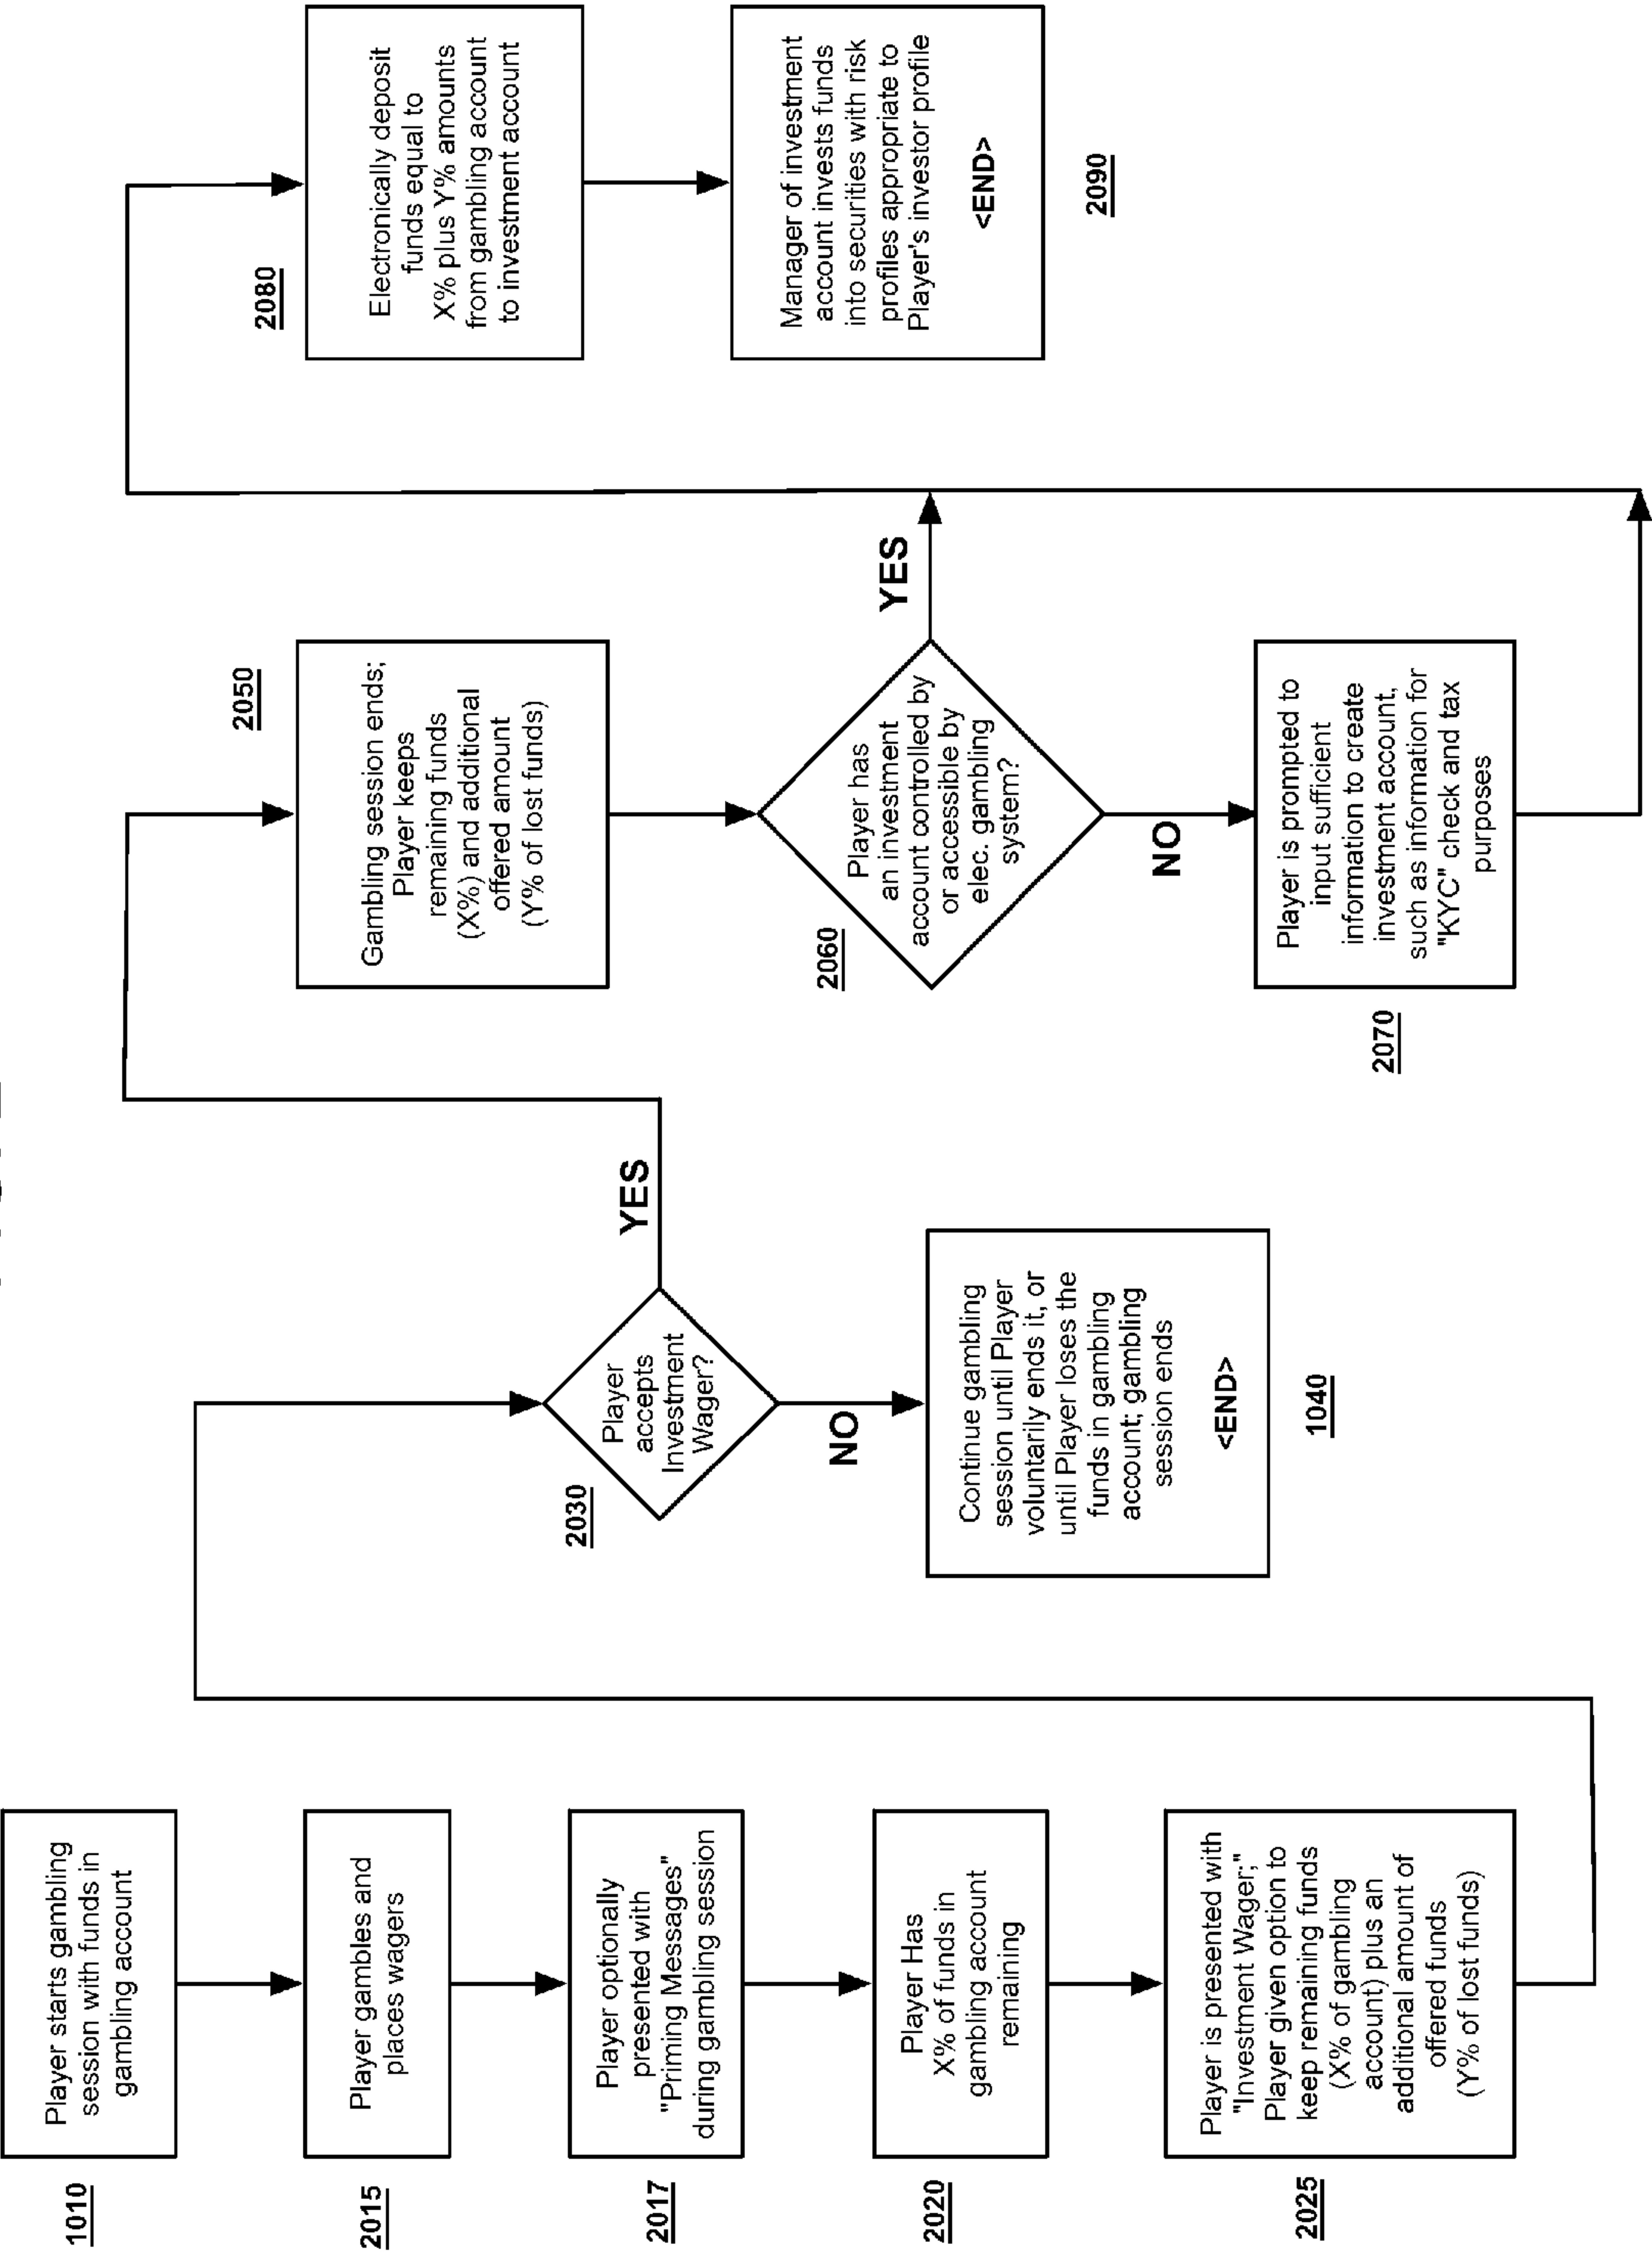 1010
Player starts gambling
session with funds in
gambling account
2015
Player gambles and
places wagers
2017
Player optionally
presented with
"Priming Messages"
during gambling session
2020
Player Has
X% of funds in
gambling account
remaining
2025
Player is presented with
"Investment Wager;"
Player given option to
keep remaining funds
(X% of gambling
account) plus an
additional amount of
offered funds
(Y% of lost funds)
2030
Player
accepts
Investment
Wager?
YES
NO
Continue gambling
session until Player
voluntarily ends it, or
until Player loses the
funds in gambling
account; gambling
session ends
<END>
1040
2050
Gambling session ends;
Player keeps
remaining funds
(X%) and additional
offered amount
(Y% of lost funds)
2060
Player has
an investment
account controlled by
or accessible by
elec. gambling
system?
YES
NO
Player is prompted to
input sufficient
information to create
investment account,
such as information for
"KYC" check and tax
purposes
2070
2080
Electronically deposit
funds equal to
X% plus Y% amounts
from gambling account
to investment account
Manager of investment
account invests funds
into securities with risk
profiles appropriate to
Player's investor profile
<END>
2090